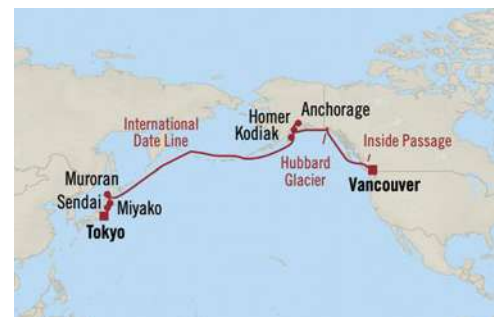 Homer
Anchorage
Kodiak
International
Date Line
Inside Passage
Hubbard
Glacier
Vancouver
Muroran
Sendai
Miyako
Tokyo